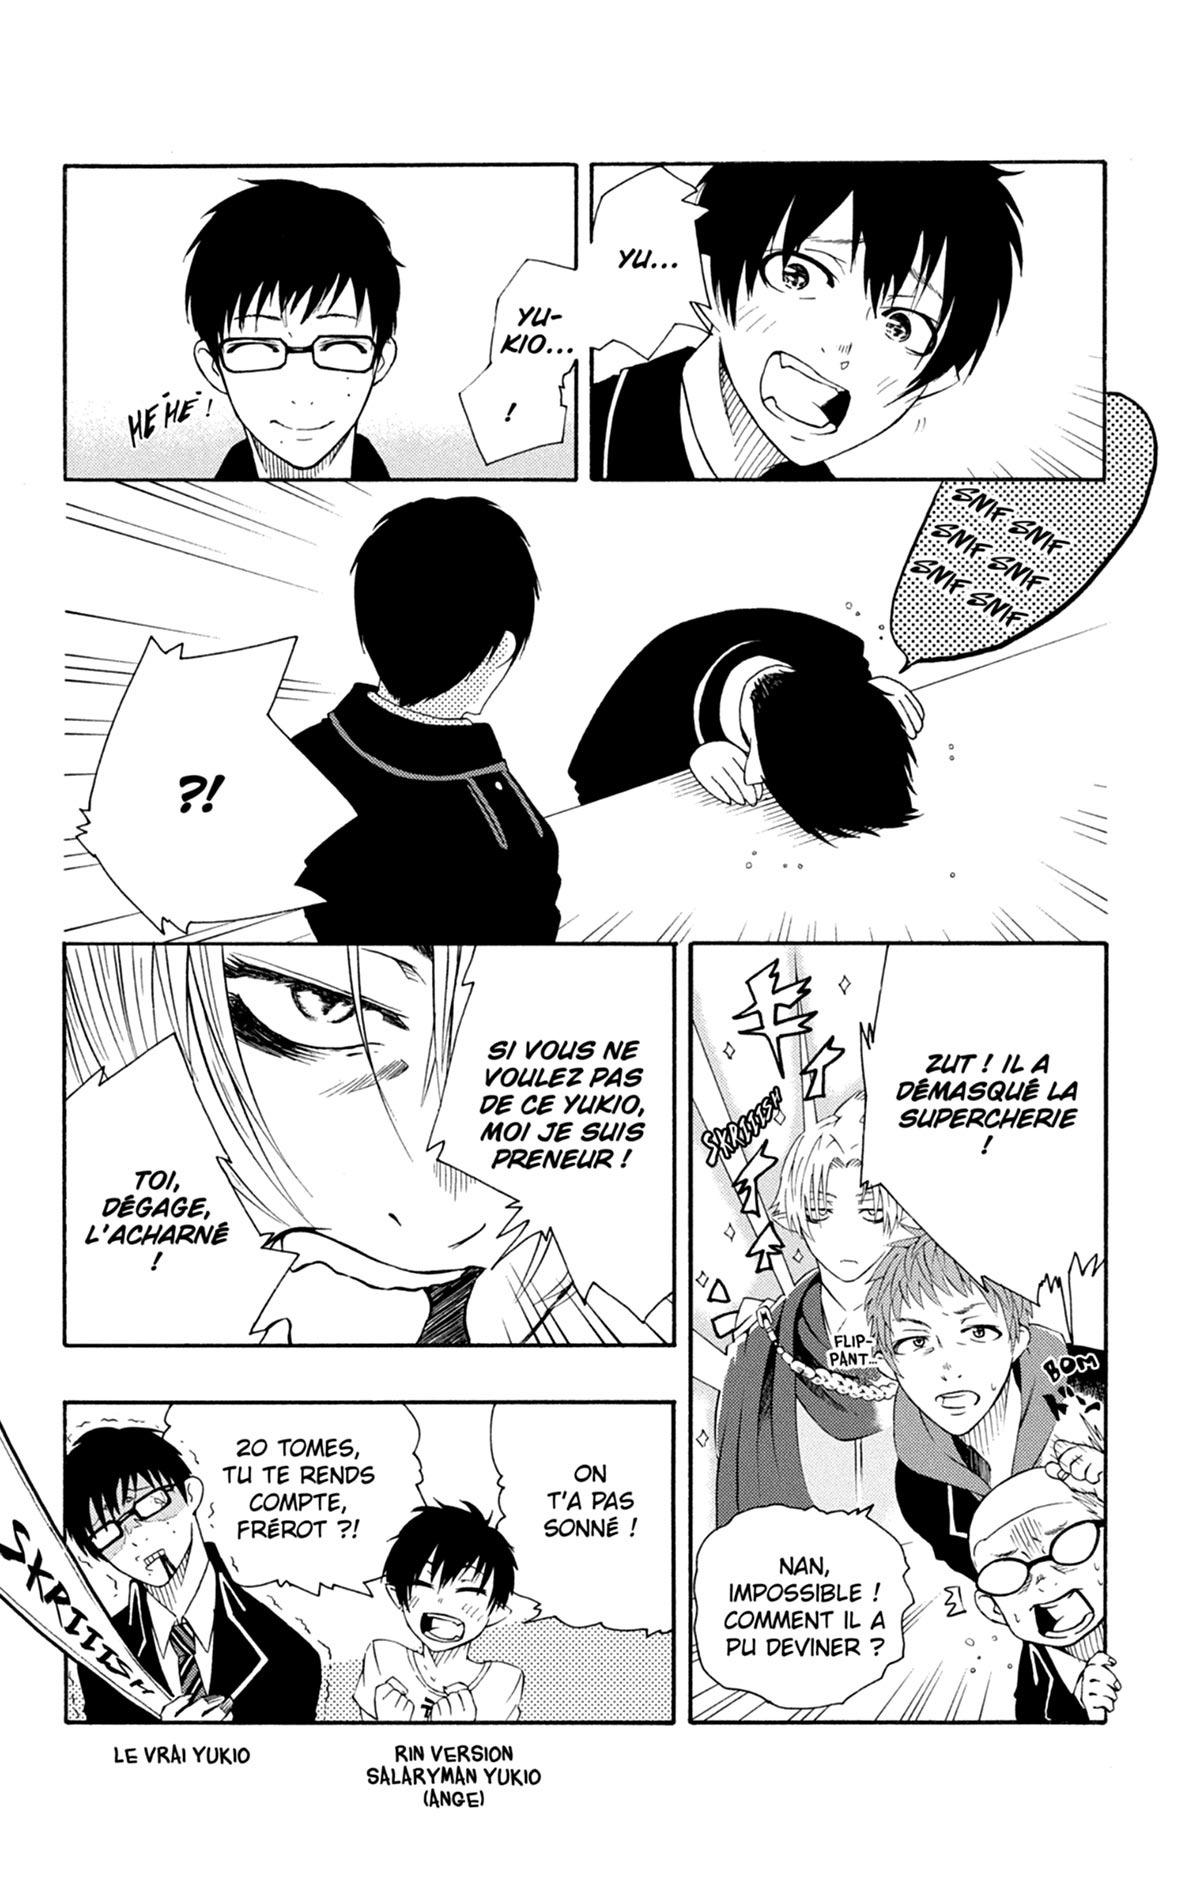 YU...
YU-
KIO...
!
HÉ HÉ !
SNIF SNIF
SNIF SNIF
SNIF SNIF
?!
ZUT ! IL A
DÉMASQUÉ LA
SUPERCHERIE
!
SKRIIISH
FLIP-
PANT...
BOM
NAN,
IMPOSSIBLE !
COMMENT IL A
PU DEVINER ?
SI VOUS NE
VOULEZ PAS
DE CE YUKIO,
MOI JE SUIS
PRENEUR !
TOI,
DÉGAGE,
L'ACHARNÉ
!
ON
T'A PAS
SONNÉ !
20 TOMES,
TU TE RENDS
COMPTE,
FRÉROT ?!
SKRIIISH
RIN VERSION
SALARYMAN YUKIO
(ANGE)
LE VRAI YUKIO